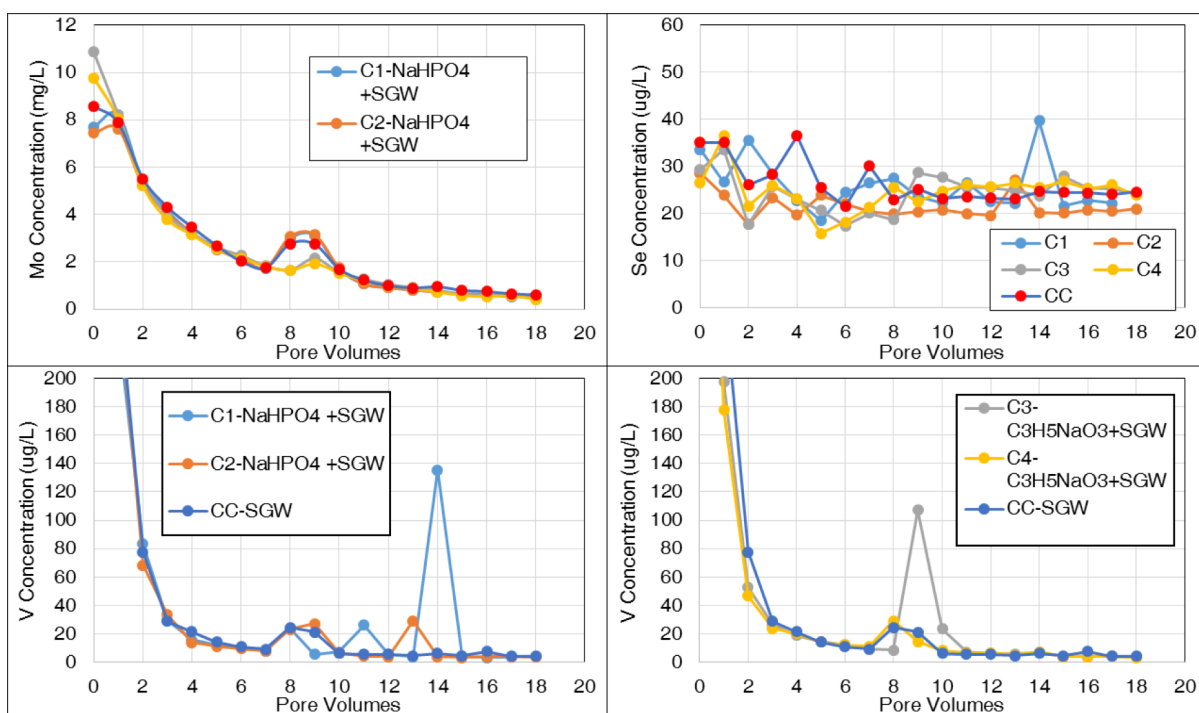 12
10
8
6
4
2
0
Mo Concentration (mg/L)
C1-NaHPO4
+SGW
C2-NaHPO4
+SGW
0 2 4 6 8 10 12 14 16 18 20
Pore Volumes
60
50
40
30
20
10
0
Se Concentration (ug/L)
C1 C2
C3 C4
CC
0 2 4 6 8 10 12 14 16 18 20
Pore Volumes
200
180
160
140
120
100
80
60
40
20
0
V Concentration (ug/L)
C1-NaHPO4 +SGW
C2-NaHPO4 +SGW
CC-SGW
0 2 4 6 8 10 12 14 16 18 20
Pore Volumes
200
180
160
140
120
100
80
60
40
20
0
V Concentration (ug/L)
C3-
C3H5NaO3+SGW
C4-
C3H5NaO3+SGW
CC-SGW
0 2 4 6 8 10 12 14 16 18 20
Pore Volumes